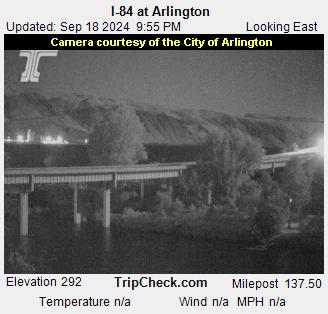 I-84 at Arlington
Updated: Sep 18 2024 9:55 PM Looking East
Camera courtesy of the City of Arlington
Elevation 292 TripCheck.com Milepost 137.50
Temperature n/a Wind n/a MPH n/a